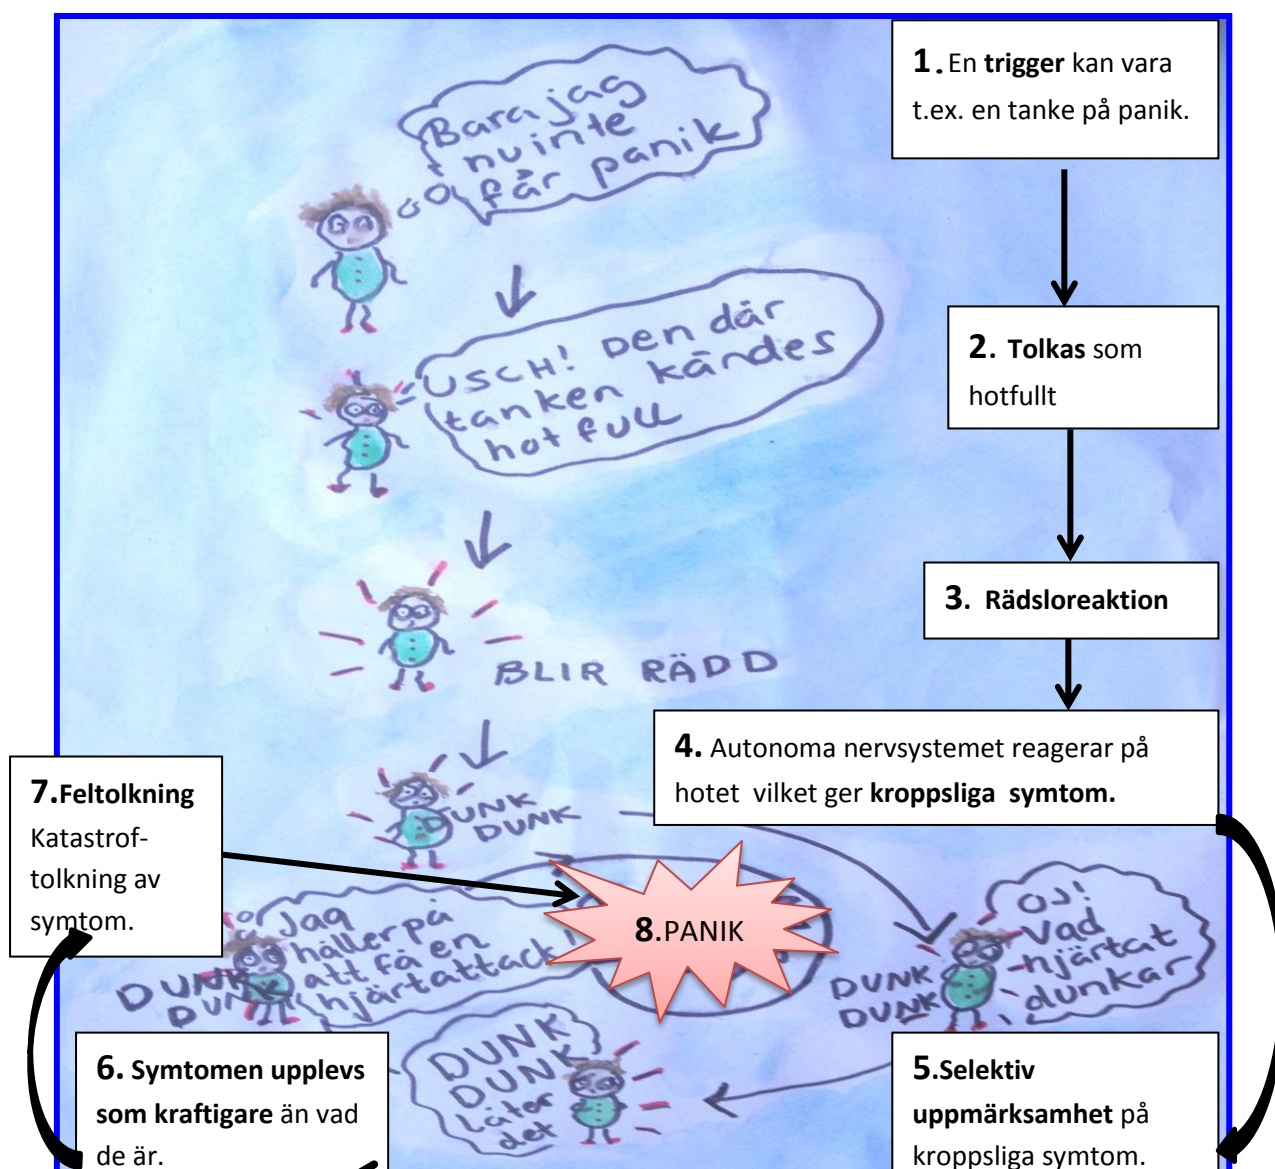 1. En trigger kan vara
t.ex. en tanke på panik.
Bara jag
nu inte
får panik
2. Tolkas som
hotfullt
USCH! Den där
tanken kändes
hotfull
3. Rädsloreaktion
BLIR RÄDD
4. Autonoma nervsystemet reagerar på
hotet vilket ger kroppsliga symtom.
DUNK
DUNK
7.Feltolkning
Katastrof-
tolkning av
symtom.
Jag
håller på
att få en
hjärtattack!
DUNK
DUNK
8.PANIK
OJ!
Vad
hjärtat
dunkar
DUNK
DUNK
6. Symtomen upplevs
som kraftigare än vad
de är.
DUNK
DUNK
Låter
det
5.Selektiv
uppmärksamhet på
kroppsliga symtom.